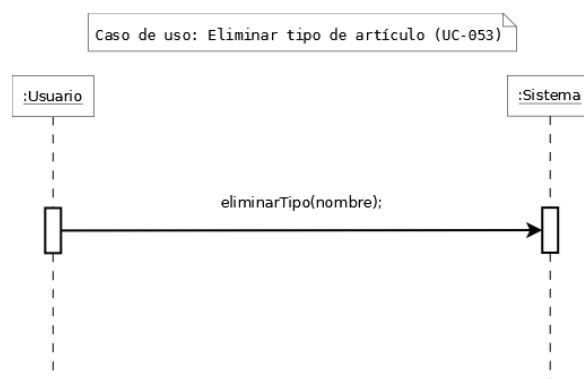 Caso de uso: Eliminar tipo de artículo (UC-053)
:Usuario
:Sistema
eliminarTipo(nombre);